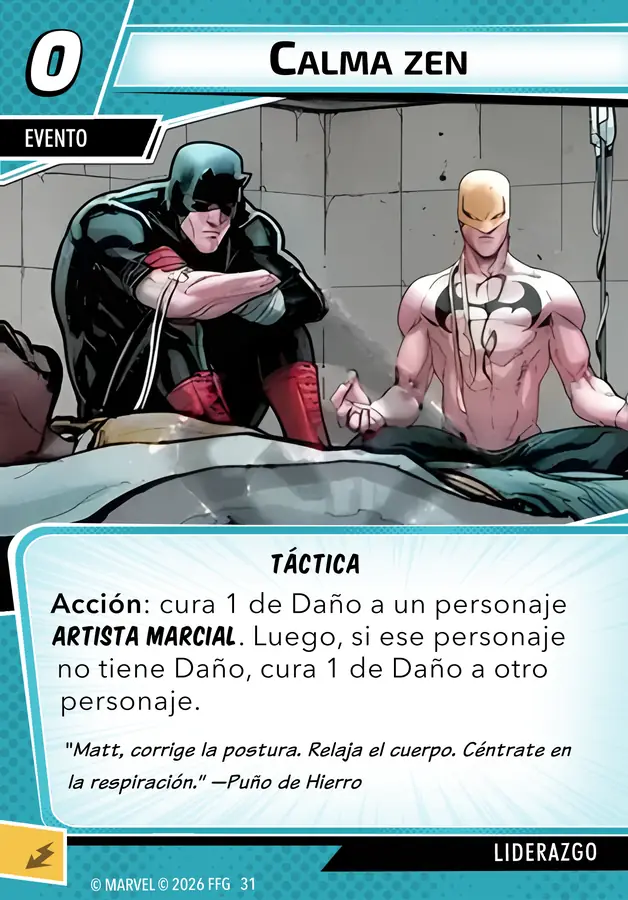 0
CALMA ZEN
EVENTO
TÁCTICA
Acción: cura 1 de Daño a un personaje
ARTISTA MARCIAL. Luego, si ese personaje
no tiene Daño, cura 1 de Daño a otro
personaje.
"Matt, corrige la postura. Relaja el cuerpo. Céntrate en
la respiración." —Puño de Hierro
LIDERAZGO
© MARVEL © 2026 FFG 31